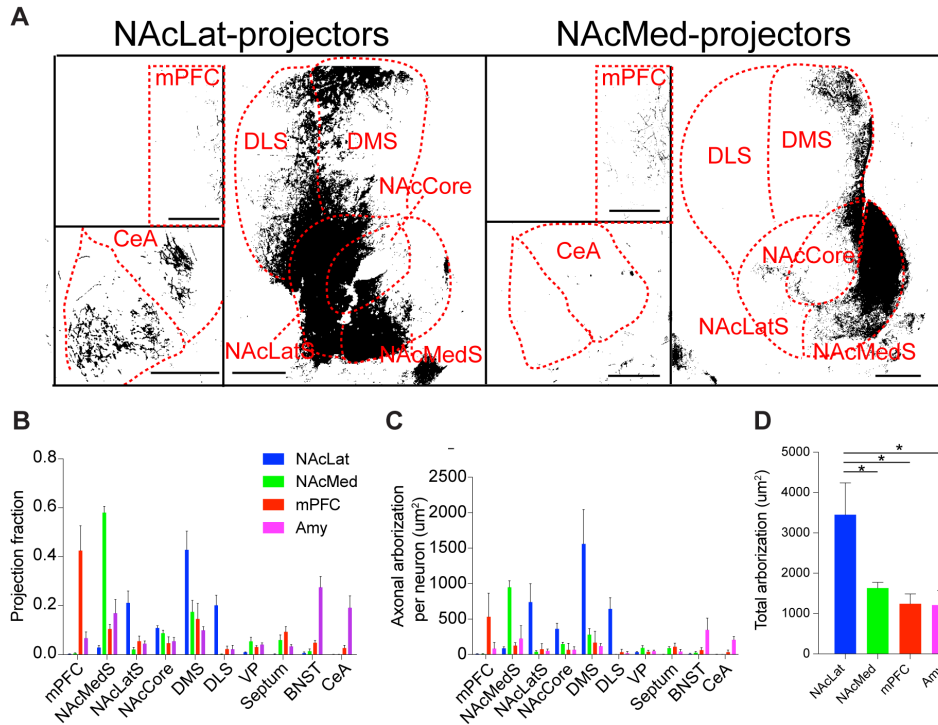 A
NAcLat-projectors
NAcMed-projectors
mPFC
DLS
DMS
NAcCore
CeA
NAcLatS
NAcMedS
mPFC
DLS
DMS
CeA
NAcCore
NAcLatS
NAcMedS
B
Projection fraction
0.8
0.6
0.4
0.2
0.0
NAcLat
NAcMed
mPFC
Amy
mPFC
NAcMedS
NAcLatS
NAcCore
DMS
DLS
VP
Septum
BNST
CeA
C
Axonal arborization
per neuron (um²)
2500
2000
1500
1000
500
0
mPFC
NAcMedS
NAcLatS
NAcCore
DMS
DLS
VP
Septum
BNST
CeA
D
Total arborization (um²)
5000
4000
3000
2000
1000
0
*
*
*
NAcLat
NAcMed
mPFC
Amy